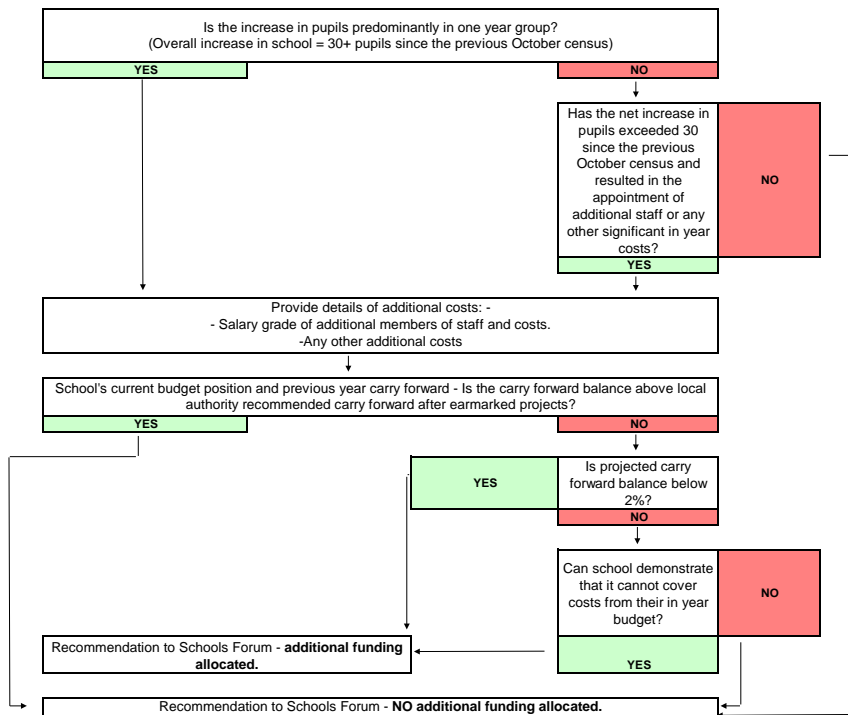 Is the increase in pupils predominantly in one year group?
(Overall increase in school = 30+ pupils since the previous October census)
YES
NO
Has the net increase in
pupils exceeded 30
since the previous
October census and
resulted in the
appointment of
additional staff or any
other significant in year
costs?
NO
YES
Provide details of additional costs: -
- Salary grade of additional members of staff and costs.
-Any other additional costs
School's current budget position and previous year carry forward - Is the carry forward balance above local
authority recommended carry forward after earmarked projects?
YES
NO
YES
Is projected carry
forward balance below
2%?
NO
Can school demonstrate
that it cannot cover
costs from their in year
budget?
NO
YES
Recommendation to Schools Forum - additional funding
allocated.
Recommendation to Schools Forum - NO additional funding allocated.